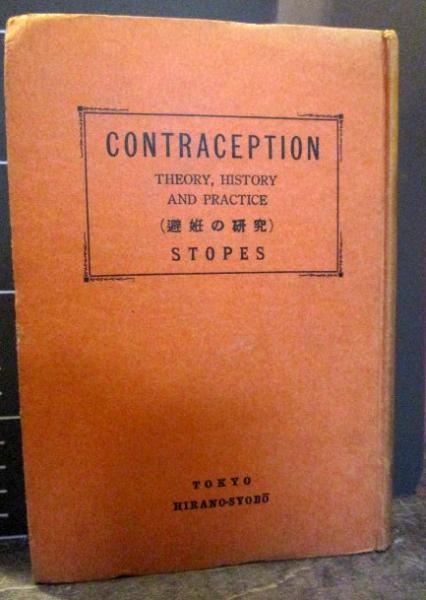 CONTRACEPTION
THEORY, HISTORY
AND PRACTICE
(避妊の研究)
STOPES
TOKYO
HIRANO-SYOBŌ